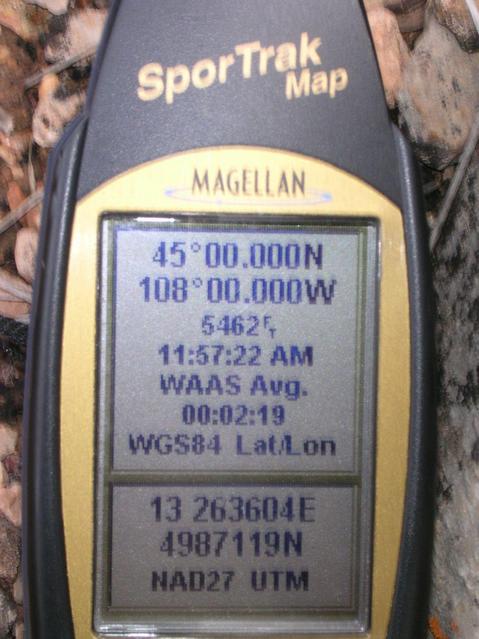 SporTrak
Map
MAGELLAN
45°00.000N
108°00.000W
5462FT
11:57:22 AM
WAAS Avg.
00:02:19
WGS84 Lat/Lon
13 263604E
4987119N
NAD27 UTM